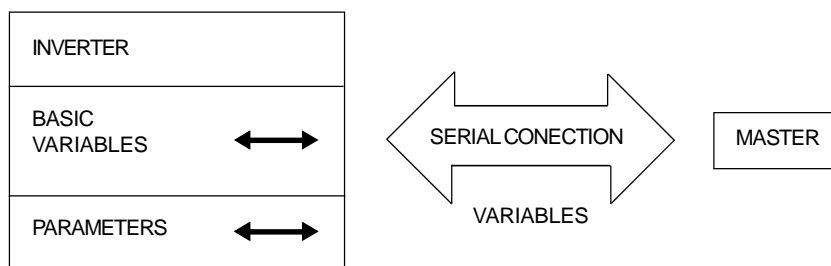 INVERTER
BASIC
VARIABLES
PARAMETERS
SERIAL CONECTION
VARIABLES
MASTER